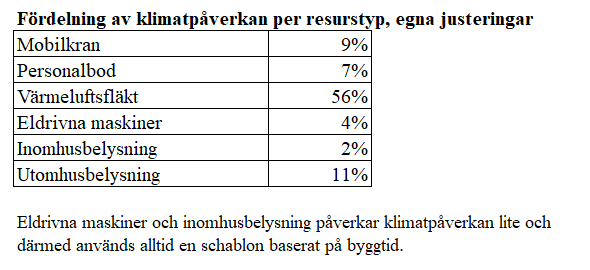 Fördelning av klimatpåverkan per resurstyp, egna justeringar
Mobilkran 9%
Personalbod 7%
Värmeluftsfläkt 56%
Eldrivna maskiner 4%
Inomhusbelysning 2%
Utomhusbelysning 11%
Eldrivna maskiner och inomhusbelysning påverkar klimatpåverkan lite och
därmed används alltid en schablon baserat på byggtid.